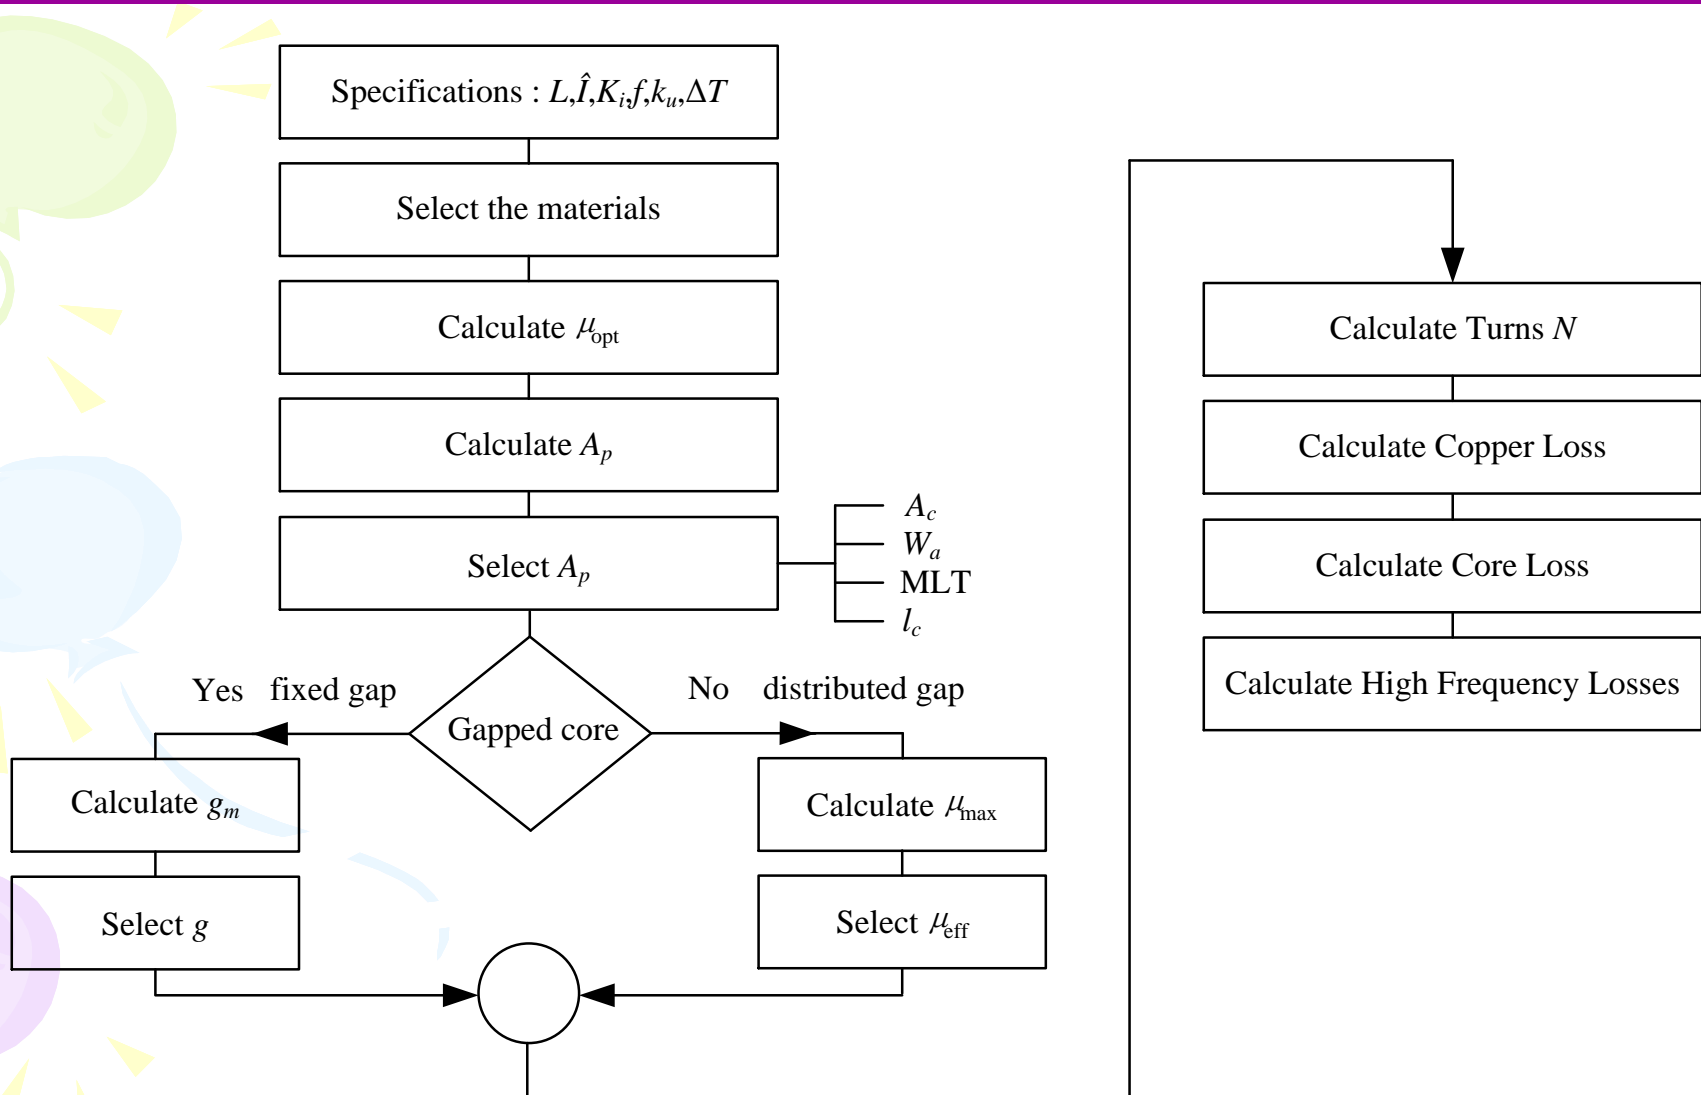 Specifications : L,Î,Kᵢ,f,kᵤ,ΔT
Select the materials
Calculate μopt
Calculate Ap
Select Ap
Ac
Wa
MLT
lc
Yes fixed gap
No distributed gap
Gapped core
Calculate gm
Select g
Calculate μmax
Select μeff
Calculate Turns N
Calculate Copper Loss
Calculate Core Loss
Calculate High Frequency Losses